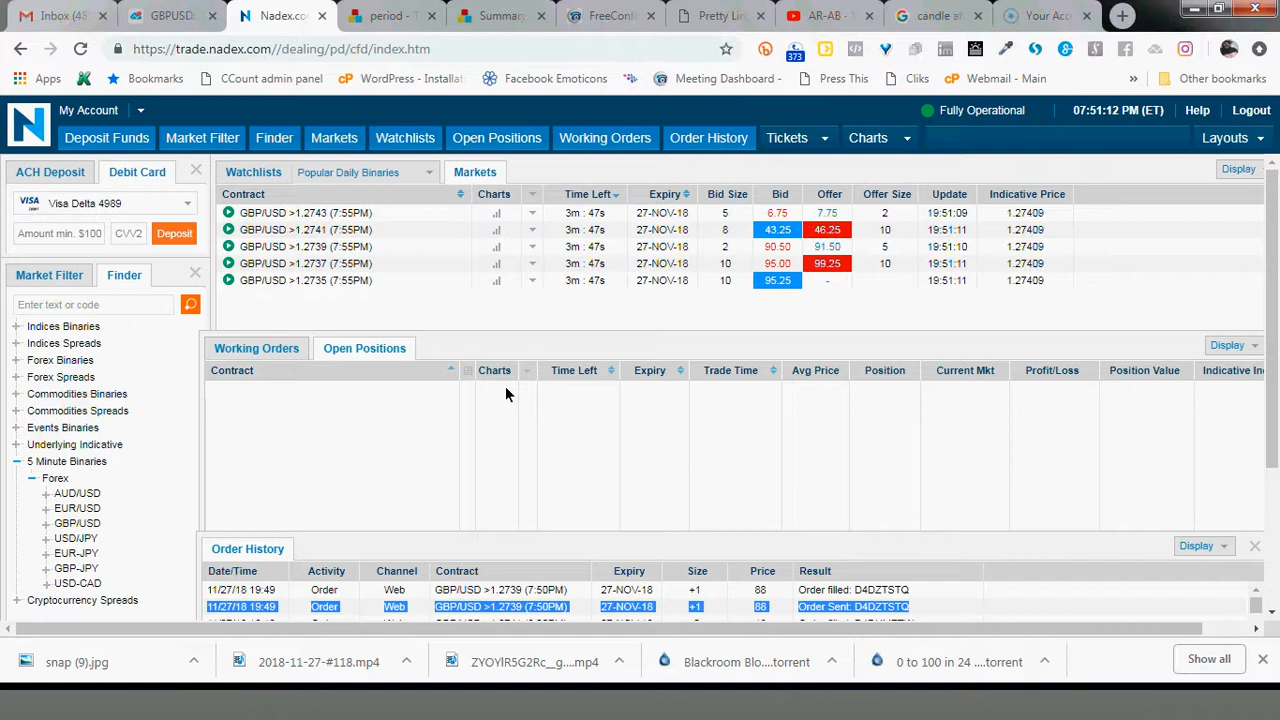 Inbox (48
GBPUSD
Nadex.co
period - T
Summary
FreeConf
Pretty Lin
AR-AB - Y
candle at
Your Acc
https://trade.nadex.com//dealing/pd/cfd/index.htm
373
Apps
Bookmarks
CCount admin panel
WordPress - Installat
Facebook Emoticons
Meeting Dashboard -
Press This
Cliks
Webmail - Main
»
Other bookmarks
N
My Account
Fully Operational
07:51:12 PM (ET)
Help
Logout
Deposit Funds
Market Filter
Finder
Markets
Watchlists
Open Positions
Working Orders
Order History
Tickets
Charts
Layouts
ACH Deposit
Debit Card
VISA
Visa Delta 4989
Amount min. $100
CVV2
Deposit
Market Filter
Finder
Enter text or code
Indices Binaries
Indices Spreads
Forex Binaries
Forex Spreads
Commodities Binaries
Commodities Spreads
Events Binaries
Underlying Indicative
5 Minute Binaries
Forex
AUD/USD
EUR/USD
GBP/USD
USD/JPY
EUR-JPY
GBP-JPY
USD-CAD
Cryptocurrency Spreads
Watchlists
Popular Daily Binaries
Markets
Display
Contract Charts Time Left Expiry Bid Size Bid Offer Offer Size Update Indicative Price
GBP/USD >1.2743 (7:55PM) 3m : 47s 27-NOV-18 5 6.75 7.75 2 19:51:09 1.27409
GBP/USD >1.2741 (7:55PM) 3m : 47s 27-NOV-18 8 43.25 46.25 10 19:51:11 1.27409
GBP/USD >1.2739 (7:55PM) 3m : 47s 27-NOV-18 2 90.50 91.50 5 19:51:10 1.27409
GBP/USD >1.2737 (7:55PM) 3m : 47s 27-NOV-18 10 95.00 99.25 10 19:51:11 1.27409
GBP/USD >1.2735 (7:55PM) 3m : 47s 27-NOV-18 10 95.25 - 19:51:11 1.27409
Working Orders
Open Positions
Display
Contract Charts Time Left Expiry Trade Time Avg Price Position Current Mkt Profit/Loss Position Value Indicative In
Order History
Display
Date/Time Activity Channel Contract Expiry Size Price Result
11/27/18 19:49 Order Web GBP/USD >1.2739 (7:50PM) 27-NOV-18 +1 88 Order filled: D4DZTSTQ
11/27/18 19:49 Order Web GBP/USD >1.2739 (7:50PM) 27-NOV-18 +1 88 Order Sent: D4DZTSTQ
snap (9).jpg
2018-11-27-#118.mp4
ZYOYlR5G2Rc__g....mp4
Blackroom Blo....torrent
0 to 100 in 24 ....torrent
Show all